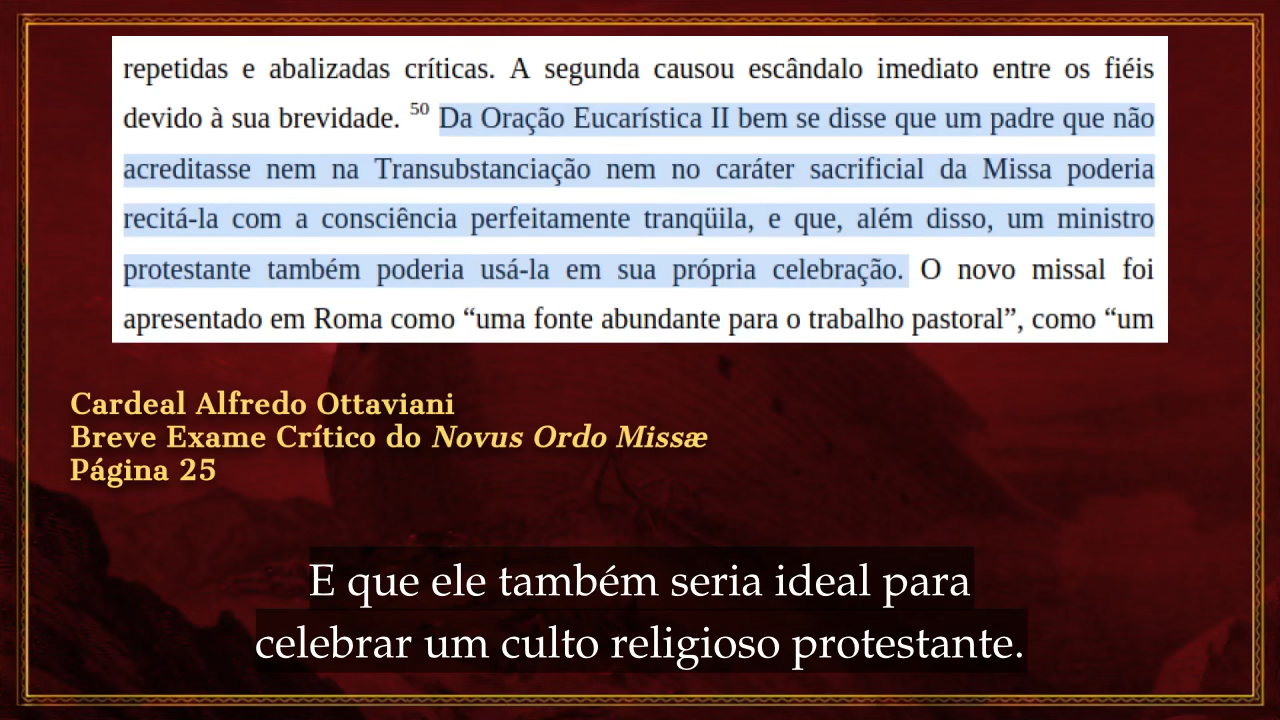 repetidas e abalizadas críticas. A segunda causou escândalo imediato entre os fiéis
devido à sua brevidade. 50 Da Oração Eucarística II bem se disse que um padre que não
acreditasse nem na Transubstanciação nem no caráter sacrificial da Missa poderia
recitá-la com a consciência perfeitamente tranqüila, e que, além disso, um ministro
protestante também poderia usá-la em sua própria celebração. O novo missal foi
apresentado em Roma como “uma fonte abundante para o trabalho pastoral”, como “um
Cardeal Alfredo Ottaviani
Breve Exame Crítico do Novus Ordo Missæ
Página 25
E que ele também seria ideal para
celebrar um culto religioso protestante.